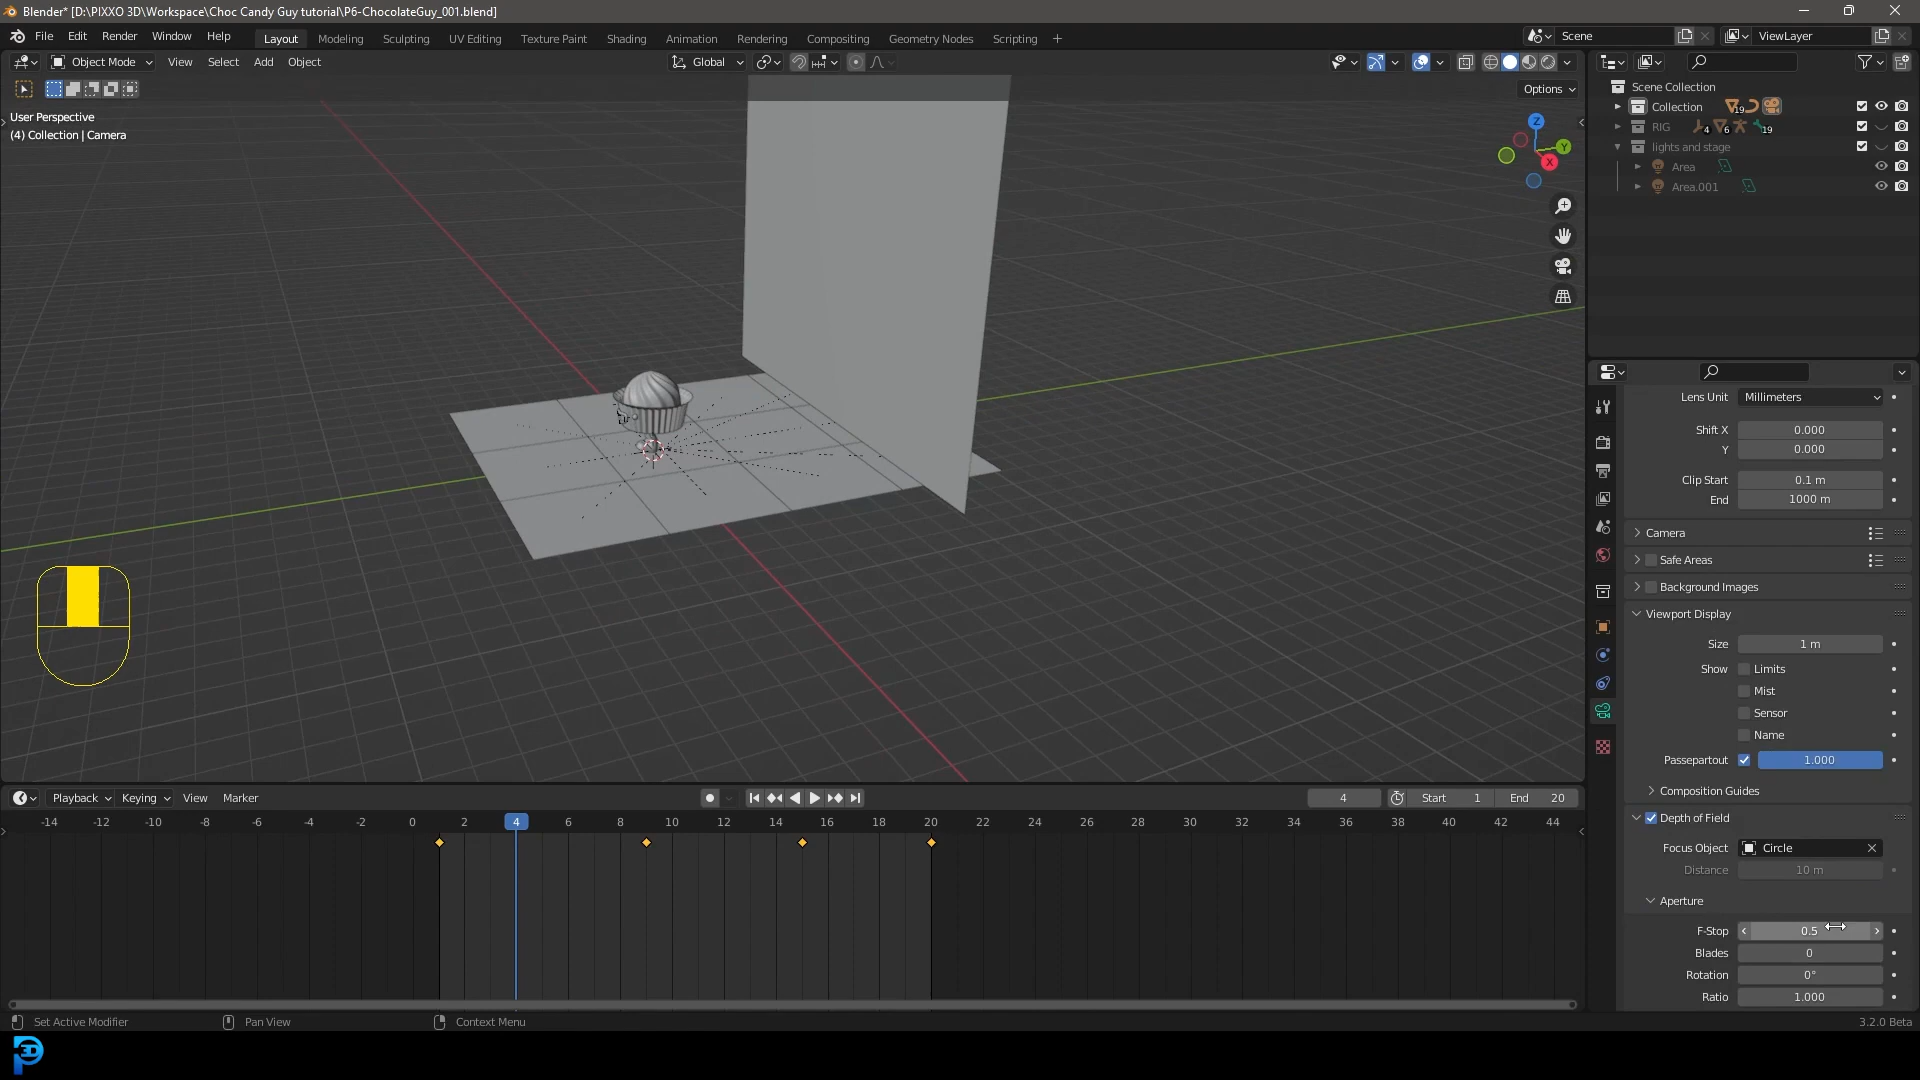 Blender* [D:\PIXXO 3D\Workspace\Choc Candy Guy tutorial\P6-ChocolateGuy_001.blend]
File Edit Render Window Help Layout Modeling Sculpting UV Editing Texture Paint Shading Animation Rendering Compositing Geometry Nodes Scripting + Scene ViewLayer
Object Mode View Select Add Object Global
Options
User Perspective
(4) Collection | Camera
Z
Y
X
Scene Collection
Collection 19
RIG 4 6 19
lights and stage
Area
Area.001
Lens Unit Millimeters
Shift X 0.000
Y 0.000
Clip Start 0.1 m
End 1000 m
Camera
Safe Areas
Background Images
Viewport Display
Size 1 m
Show Limits
Mist
Sensor
Name
Passepartout 1.000
Composition Guides
Depth of Field
Focus Object Circle
Distance 10 m
Aperture
F-Stop 0.5
Blades 0
Rotation 0°
Ratio 1.000
Playback Keying View Marker 4 Start 1 End 20
-14 -12 -10 -8 -6 -4 -2 0 2 4 6 8 10 12 14 16 18 20 22 24 26 28 30 32 34 36 38 40 42 44
Set Active Modifier Pan View Context Menu 3.2.0 Beta
3D